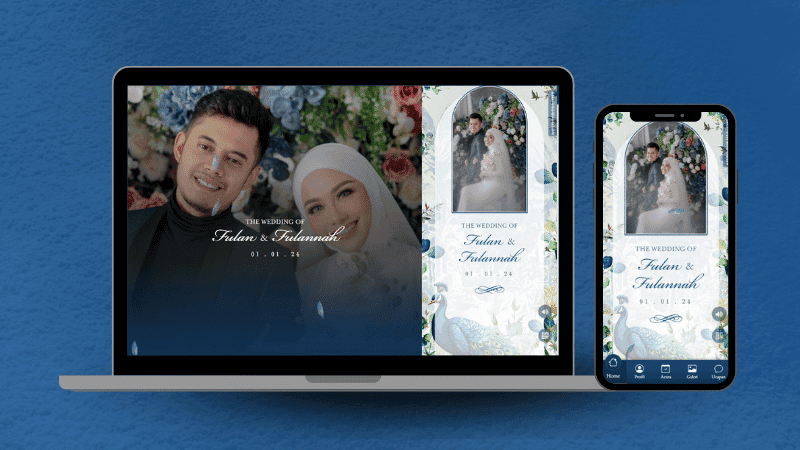 THE WEDDING OF
Fulan & Fulannah
01 . 01 . 24
THE WEDDING OF
Fulan &
Fulannah
01 . 01 . 24
THE WEDDING OF
Fulan &
Fulannah
01 . 01 . 24
Home
Profil
Acara
Galeri
Ucapan